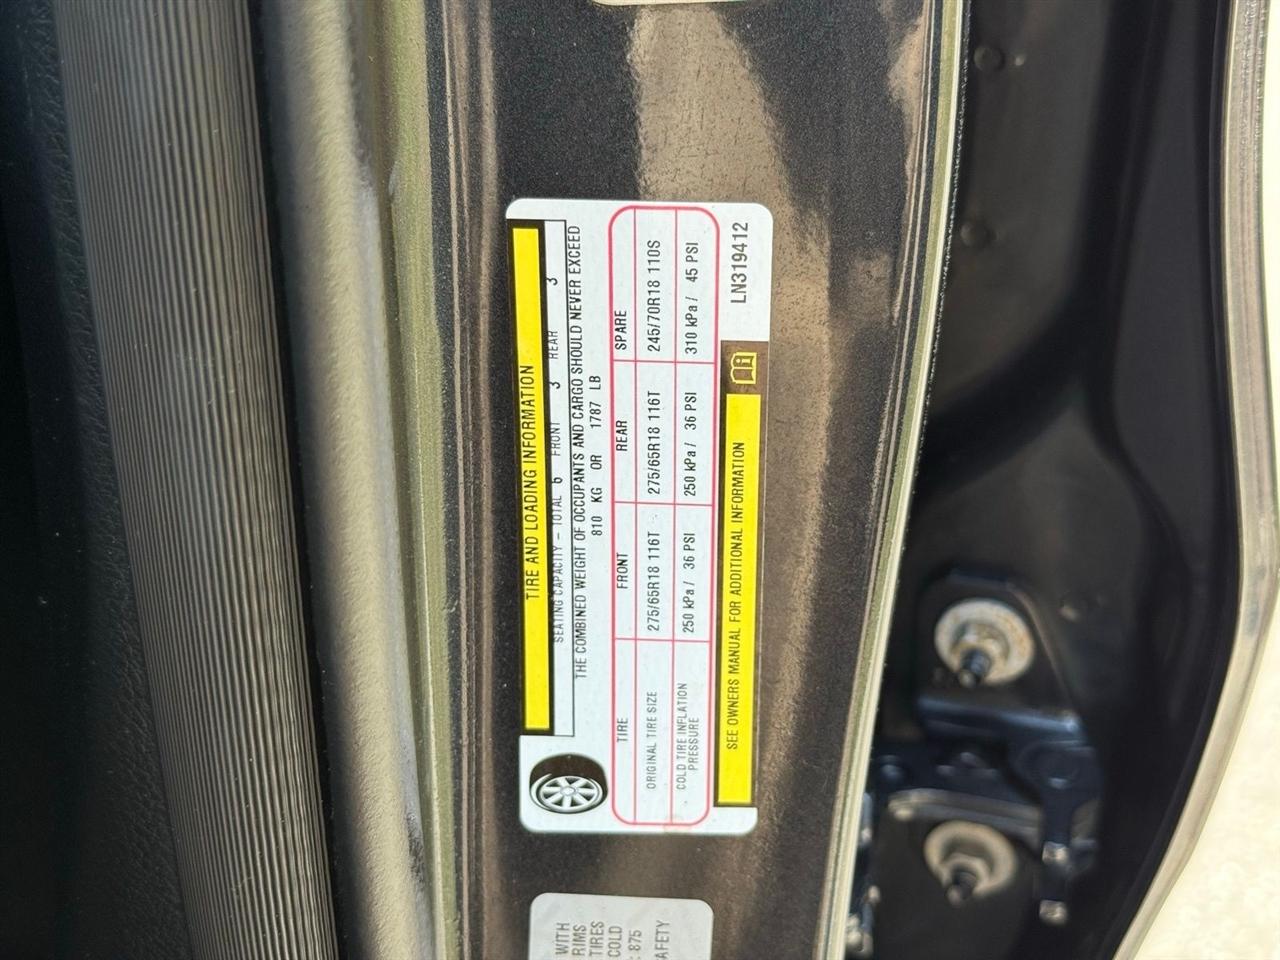 TIRE AND LOADING INFORMATION
SEATING CAPACITY – TOTAL 6 FRONT 3 REAR 3
THE COMBINED WEIGHT OF OCCUPANTS AND CARGO SHOULD NEVER EXCEED
810 KG OR 1787 LB
TIRE FRONT REAR SPARE
ORIGINAL TIRE SIZE 275/65R18 116T 275/65R18 116T 245/70R18 110S
COLD TIRE INFLATION
PRESSURE 250 kPa / 36 PSI 250 kPa / 36 PSI 310 kPa / 45 PSI
SEE OWNERS MANUAL FOR ADDITIONAL INFORMATION
LN319412
WITH
RIMS
TIRES
COLD
: 875
AFETY